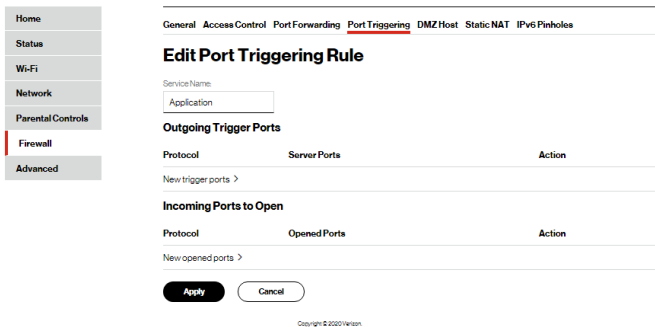 Home
Status
Wi-Fi
Network
Parental Controls
Firewall
Advanced
General Access Control Port Forwarding Port Triggering DMZ Host Static NAT IPv6 Pinholes
Edit Port Triggering Rule
Service Name:
Application
Outgoing Trigger Ports
Protocol Server Ports Action
New trigger ports >
Incoming Ports to Open
Protocol Opened Ports Action
New opened ports >
Apply Cancel
Copyright © 2020 Verizon